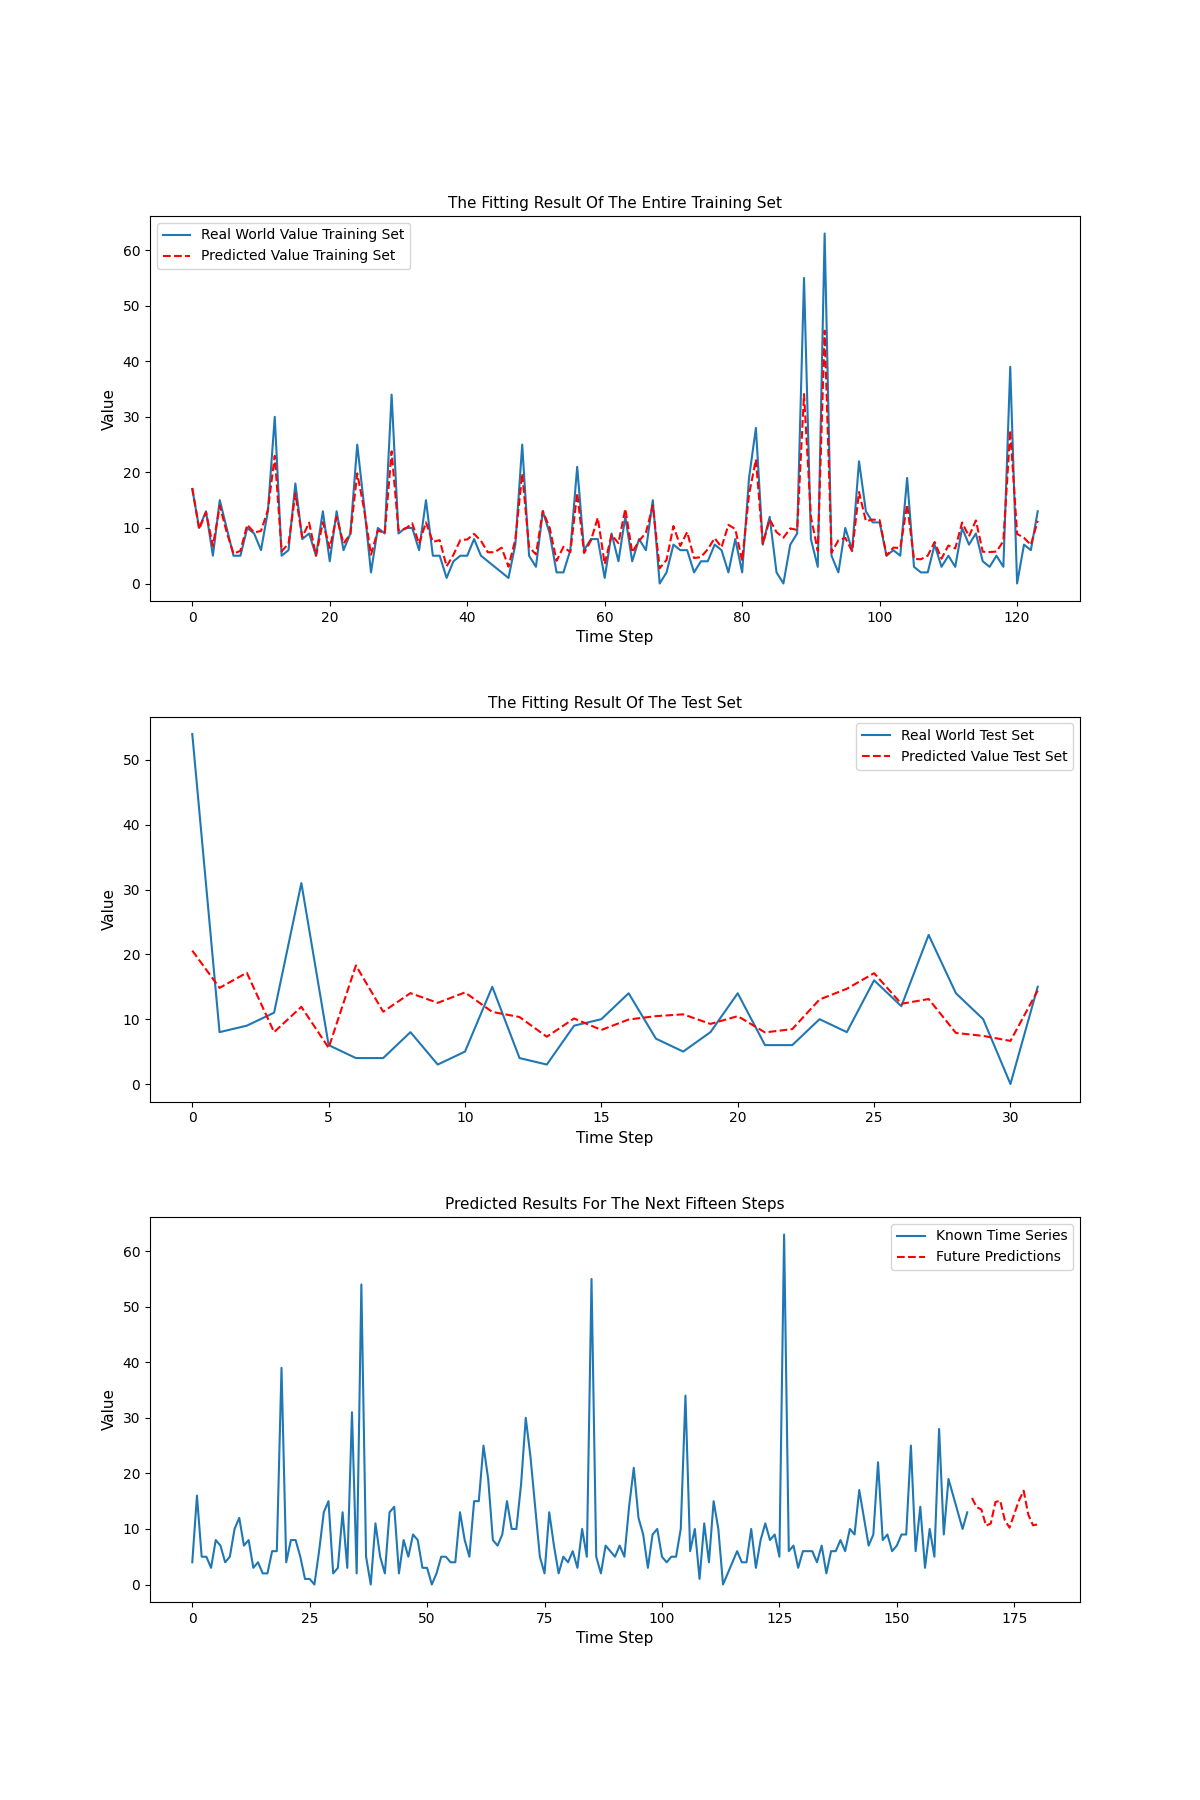 The Fitting Result Of The Entire Training Set
Real World Value Training Set
Predicted Value Training Set
Value
60
50
40
30
20
10
0
0 20 40 60 80 100 120
Time Step
The Fitting Result Of The Test Set
Real World Test Set
Predicted Value Test Set
Value
50
40
30
20
10
0
0 5 10 15 20 25 30
Time Step
Predicted Results For The Next Fifteen Steps
Known Time Series
Future Predictions
Value
60
50
40
30
20
10
0
0 25 50 75 100 125 150 175
Time Step